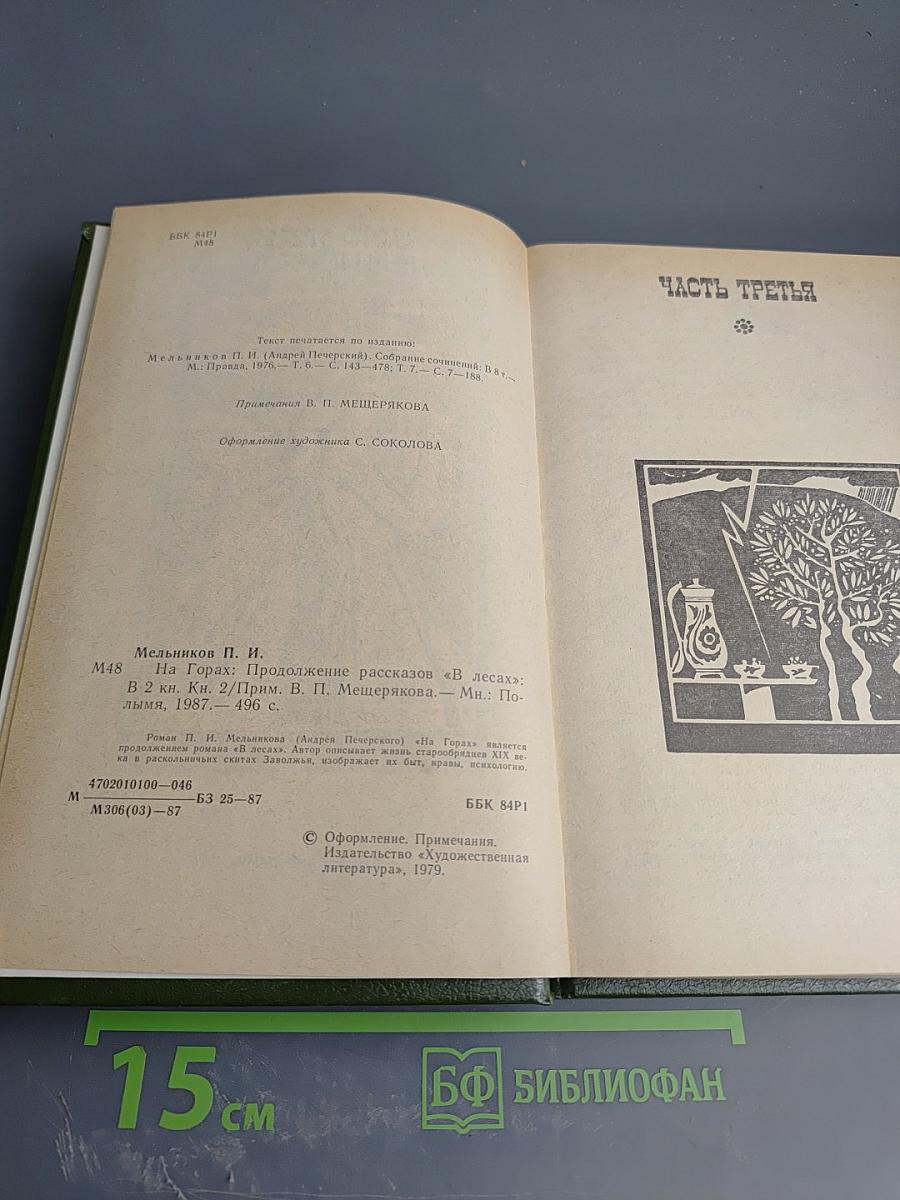 ББК 84Р1
М48
Текст печатается по изданию:
Мельников П. И. (Андрей Печерский). Собрание сочинений: В 8 т.—
М.: Правда, 1976.— Т. 6.— С. 143—478; Т. 7.— С. 7—188.
Примечания В. П. МЕЩЕРЯКОВА
Оформление художника С. СОКОЛОВА
Мельников П. И.
М48 На Горах: Продолжение рассказов «В лесах»:
В 2 кн. Кн. 2/Прим. В. П. Мещерякова.— Мн.: По-
лымя, 1987.— 496 с.
Роман П. И. Мельникова (Андрея Печерского) «На Горах» является
продолжением романа «В лесах». Автор описывает жизнь старообрядцев XIX ве-
ка в раскольничьих скитах Заволжья, изображает их быт, нравы, психологию.
4702010100—046
М БЗ 25—87
М306(03)—87
ББК 84Р1
© Оформление. Примечания.
Издательство «Художественная
литература», 1979.
ЧАСТЬ ТРЕТЬЯ
15 см
БФ БИБЛИОФАН